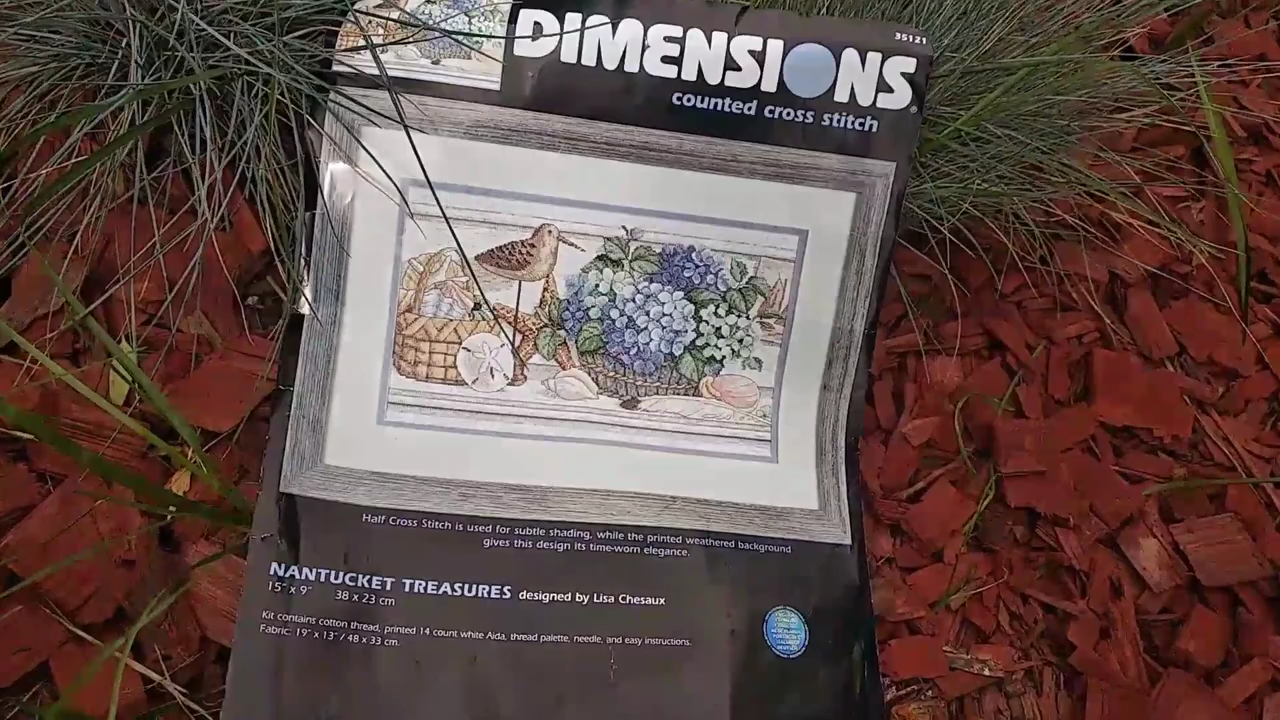 35121
DIMENSIONS®
counted cross stitch
Half Cross Stitch is used for subtle shading, while the printed weathered background
gives this design its time-worn elegance.
NANTUCKET TREASURES designed by Lisa Chesaux
15" x 9" 38 x 23 cm
Kit contains cotton thread, printed 14 count white Aida, thread palette, needle, and easy instructions.
Fabric: 19" x 13" / 48 x 33 cm.